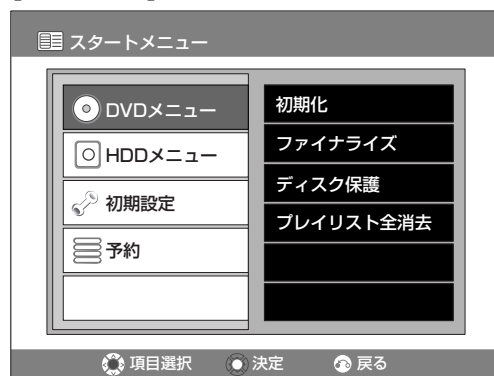 スタートメニュー
DVDメニュー
HDDメニュー
初期設定
予約
初期化
ファイナライズ
ディスク保護
プレイリスト全消去
項目選択 決定 戻る